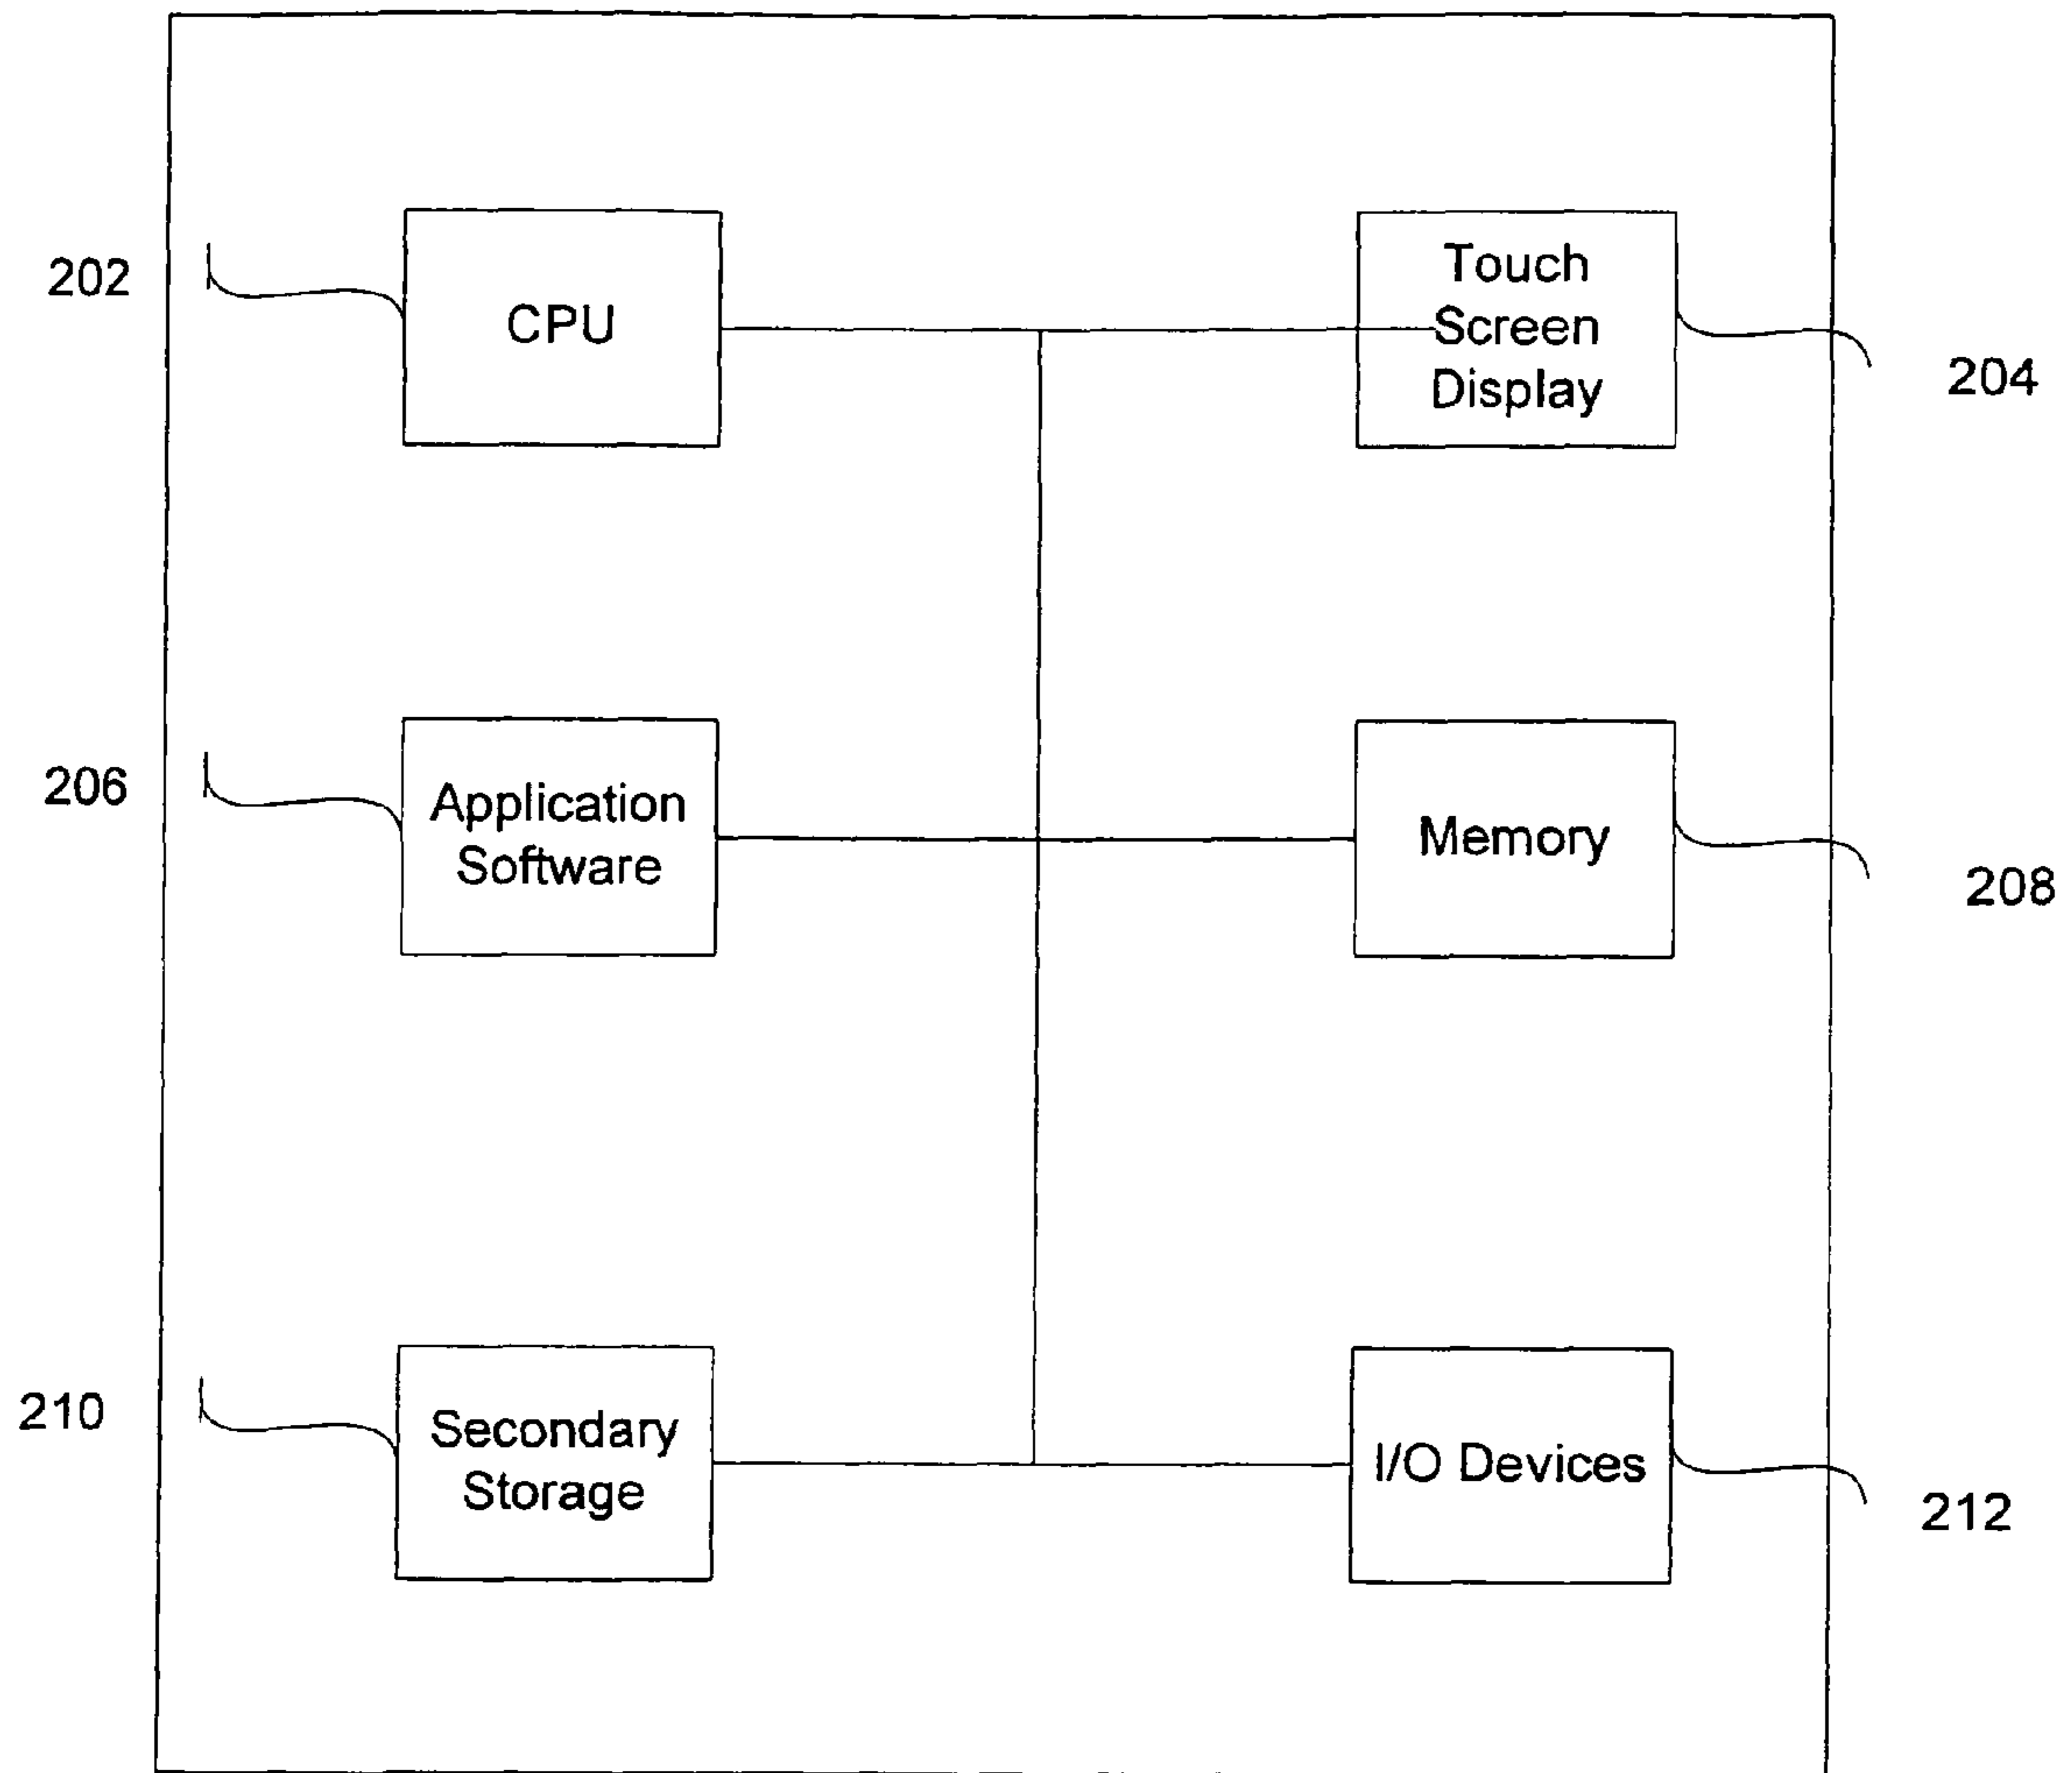 202
CPU
Touch
Screen
Display
204
206
Application
Software
Memory
208
210
Secondary
Storage
I/O Devices
212